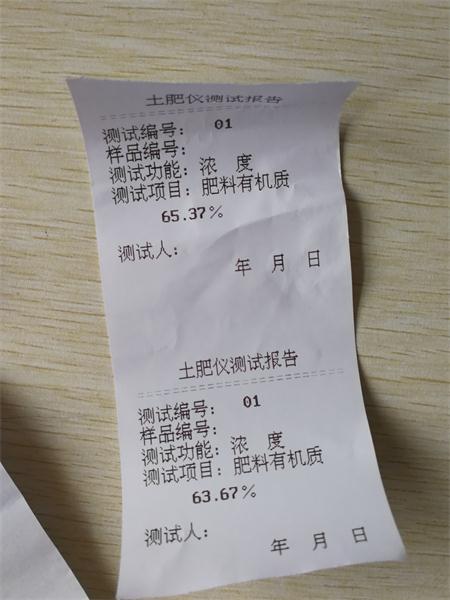 土肥仪测试报告
测试编号: 01
样品编号:
测试功能: 浓 度
测试项目: 肥料有机质
65.37%
测试人:
年 月 日
土肥仪测试报告
测试编号: 01
样品编号:
测试功能: 浓 度
测试项目: 肥料有机质
63.67%
测试人:
年 月 日